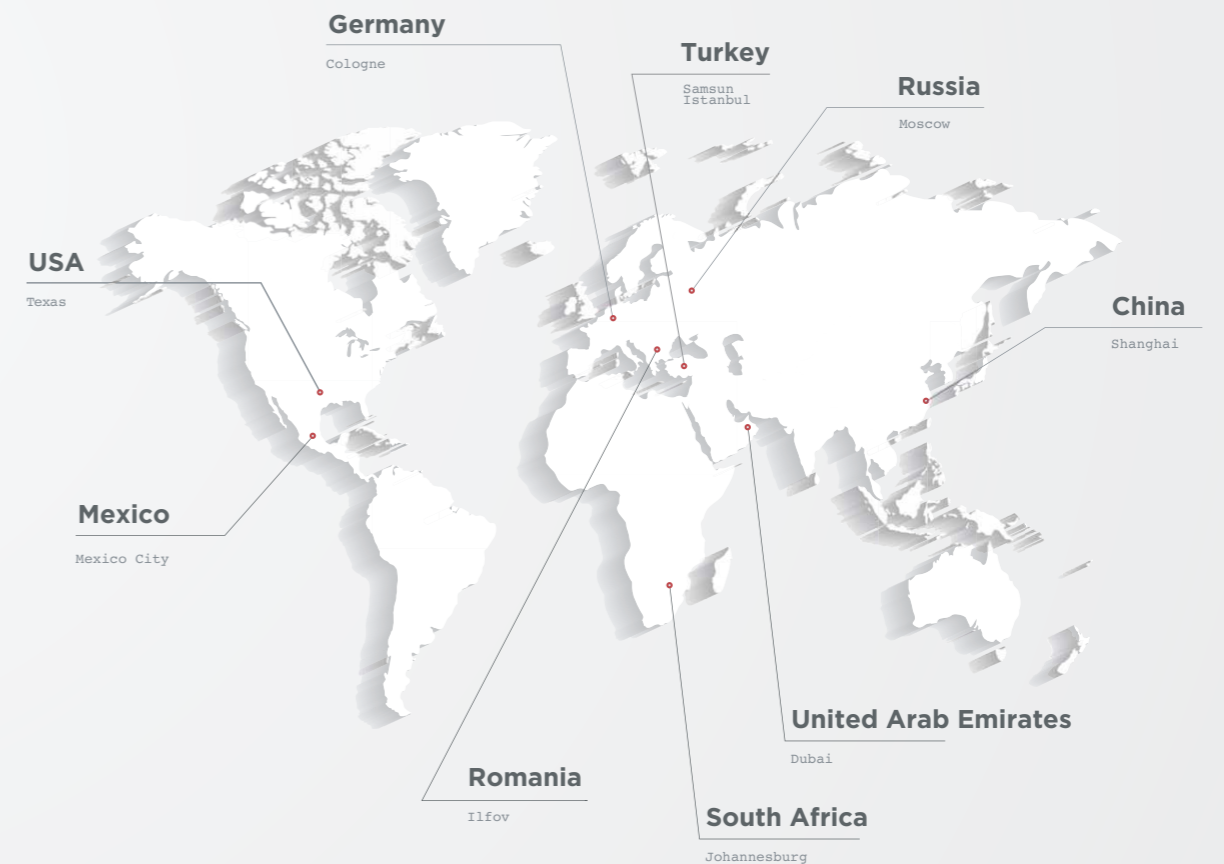 Germany
Cologne
Turkey
Samsun
Istanbul
Russia
Moscow
USA
Texas
China
Shanghai
Mexico
Mexico City
United Arab Emirates
Dubai
Romania
Ilfov
South Africa
Johannesburg